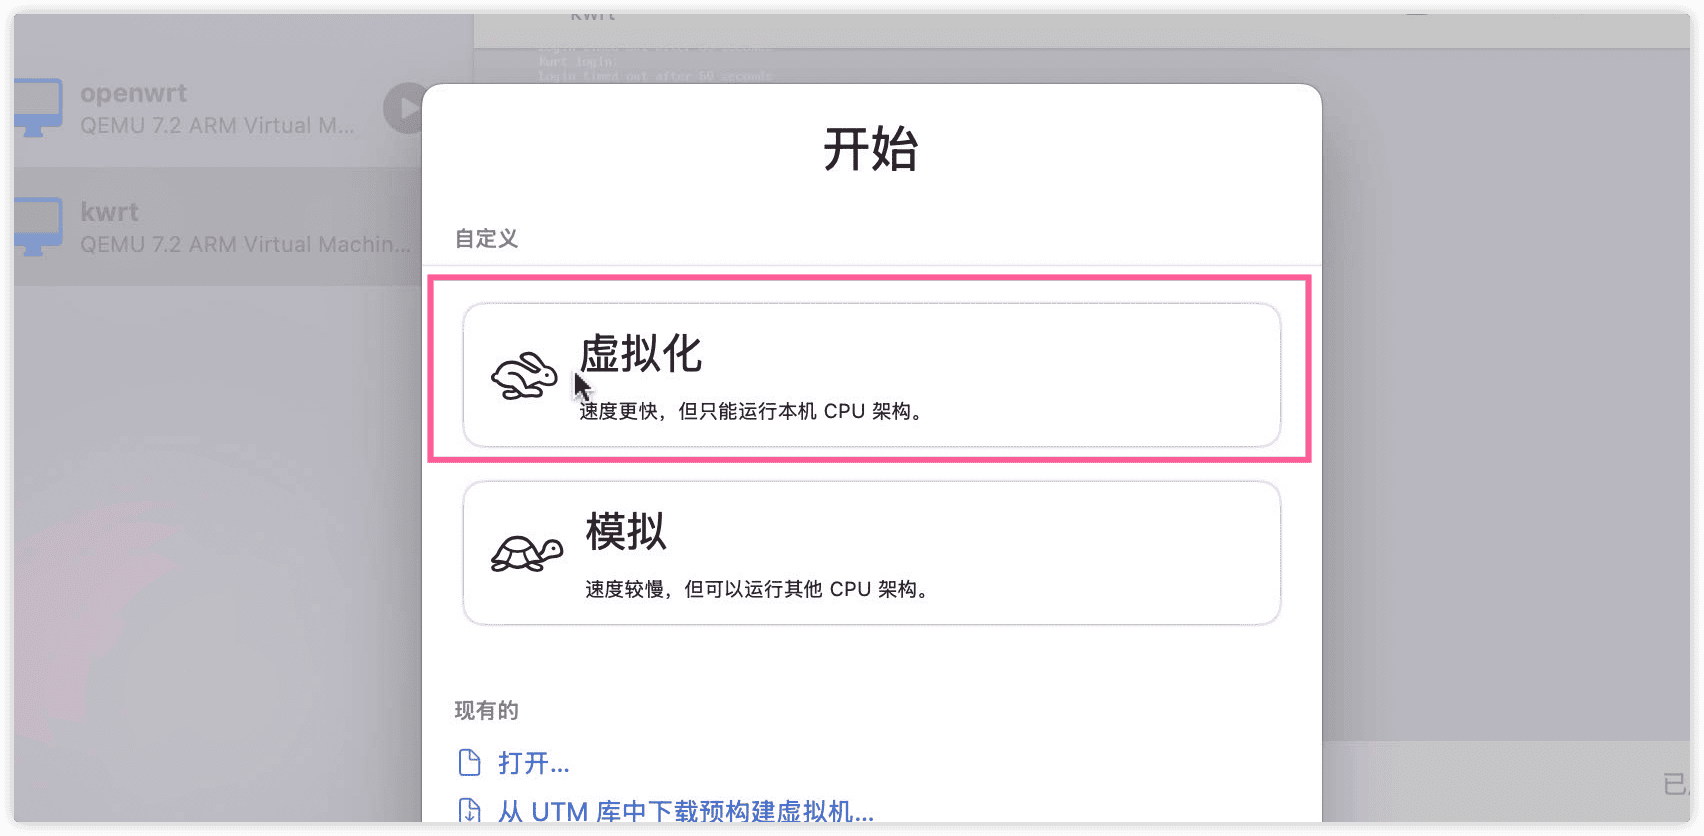 kwrt
Login timed out after 60 seconds
Kwrt login:
Login timed out after 60 seconds
openwrt
QEMU 7.2 ARM Virtual M...
kwrt
QEMU 7.2 ARM Virtual Machin...
开始
自定义
虚拟化
速度更快，但只能运行本机 CPU 架构。
模拟
速度较慢，但可以运行其他 CPU 架构。
现有的
打开...
从 UTM 库中下载预构建虚拟机...
已